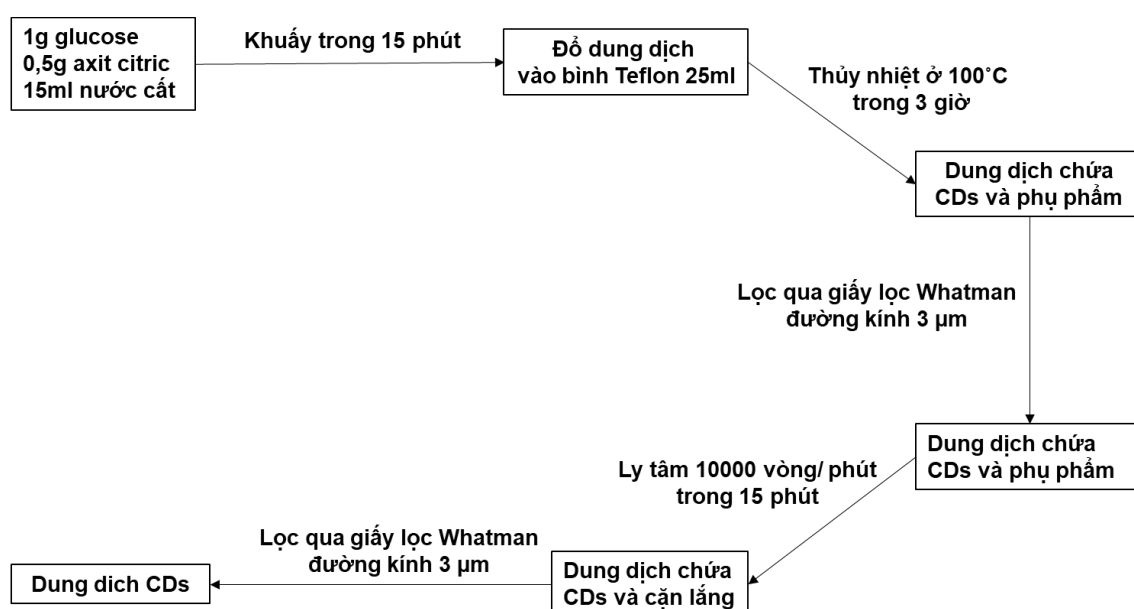 1g glucose
0,5g axit citric
15ml nước cất
Khuấy trong 15 phút
Đổ dung dịch
vào bình Teflon 25ml
Thủy nhiệt ở 100°C
trong 3 giờ
Dung dịch chứa
CDs và phụ phẩm
Lọc qua giấy lọc Whatman
đường kính 3 µm
Dung dịch chứa
CDs và phụ phẩm
Ly tâm 10000 vòng/ phút
trong 15 phút
Dung dịch chứa
CDs và cặn lắng
Lọc qua giấy lọc Whatman
đường kính 3 µm
Dung dich CDs